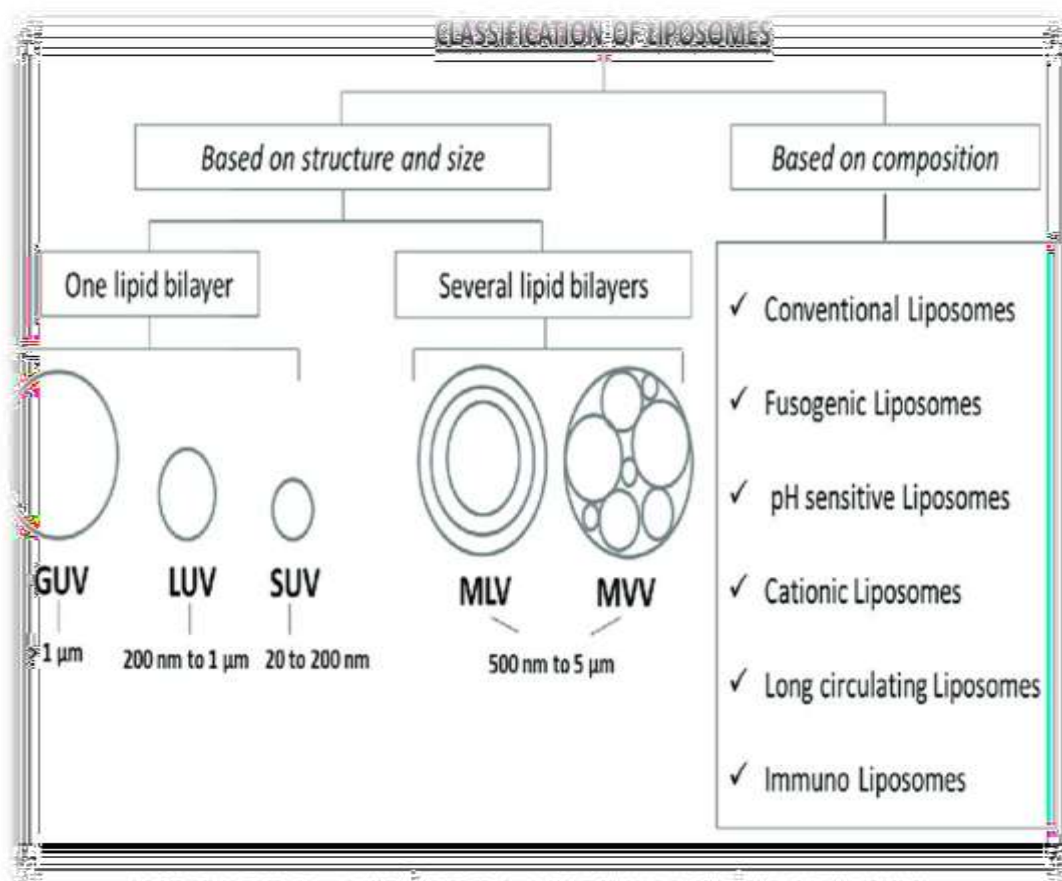 CLASSIFICATION OF LIPOSOMES
Based on structure and size
Based on composition
One lipid bilayer
Several lipid bilayers
✓ Conventional Liposomes
✓ Fusogenic Liposomes
✓ pH sensitive Liposomes
✓ Cationic Liposomes
✓ Long circulating Liposomes
✓ Immuno Liposomes
GUV LUV SUV MLV MVV
1 μm 200 nm to 1 μm 20 to 200 nm 500 nm to 5 μm